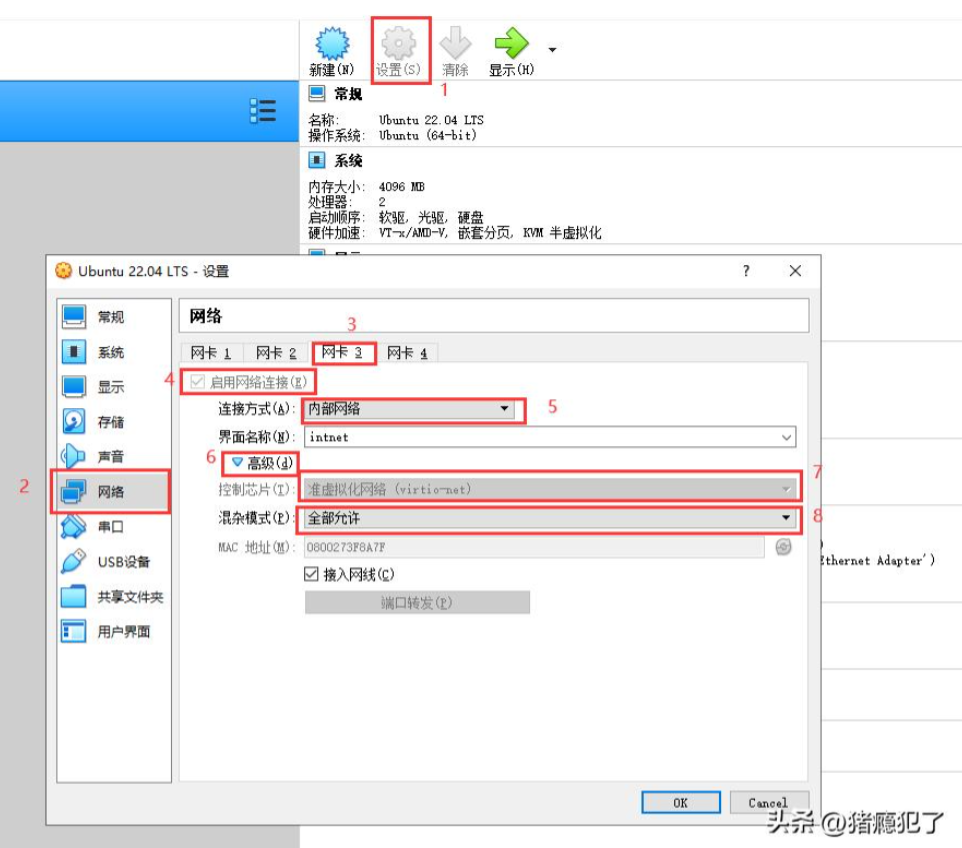 新建(N) 设置(S) 清除 显示(H)
1
常规
名称: Ubuntu 22.04 LTS
操作系统: Ubuntu (64-bit)
系统
内存大小: 4096 MB
处理器: 2
启动顺序: 软驱, 光驱, 硬盘
硬件加速: VT-x/AMD-V, 嵌套分页, KVM 半虚拟化
Ubuntu 22.04 LTS - 设置 ?
常规
系统
显示
存储
声音
2 网络
串口
USB设备
共享文件夹
用户界面
网络
3
网卡 1 网卡 2 网卡 3 网卡 4
4 启用网络连接(E)
连接方式(A): 内部网络 5
界面名称(N): intnet
6 高级(d)
控制芯片(T): 准虚拟化网络 (virtio-net) 7
混杂模式(P): 全部允许 8
MAC 地址(M): 0800273F8A7F
接入网线(C)
端口转发(P)
Ethernet Adapter')
OK Cancel
头条 @猪瘾犯了